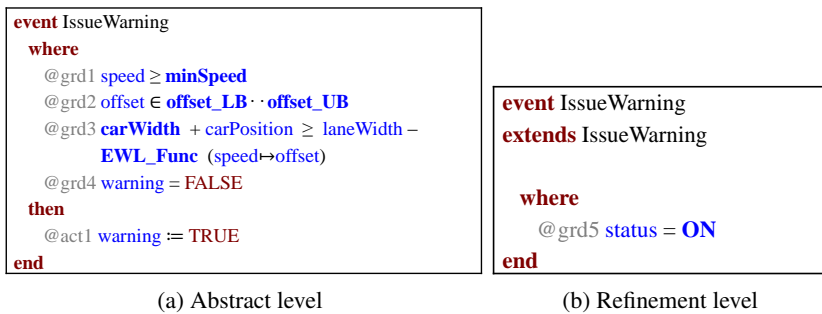 event IssueWarning
where
@grd1 speed ≥ minSpeed
@grd2 offset ∈ offset_LB‥offset_UB
@grd3 carWidth + carPosition ≥ laneWidth −
EWL_Func (speed↦offset)
@grd4 warning = FALSE
then
@act1 warning ≔ TRUE
end
(a) Abstract level
event IssueWarning
extends IssueWarning
where
@grd5 status = ON
end
(b) Refinement level